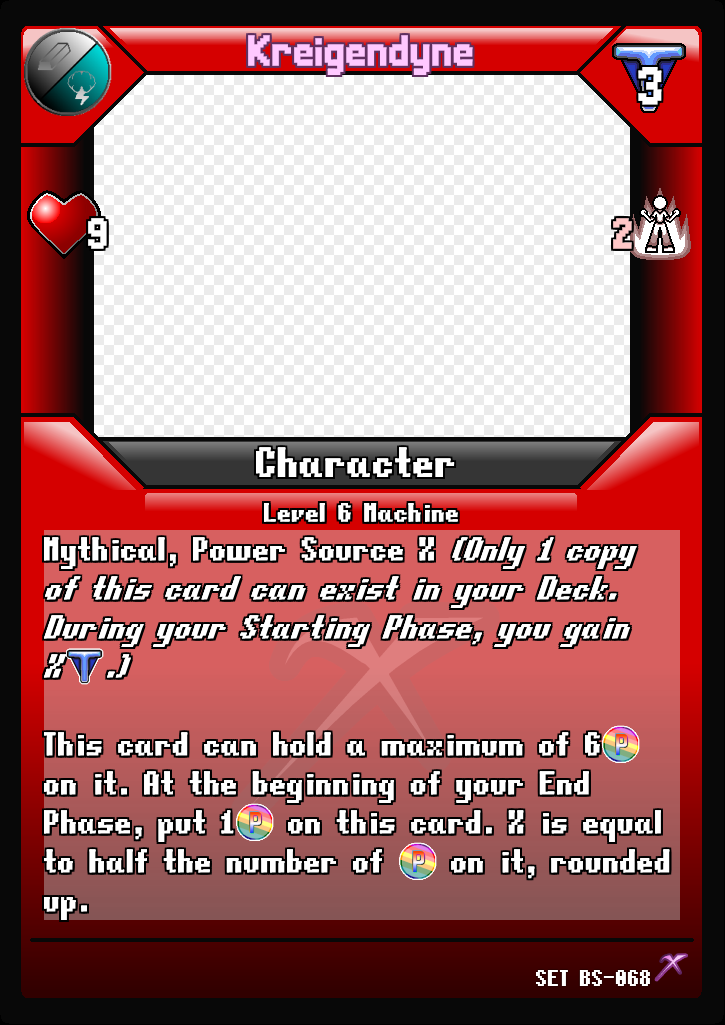 Kreigendyne
3
9
2
Character
Level 6 Machine
Mythical, Power Source X (Only 1 copy
of this card can exist in your Deck.
During your Starting Phase, you gain
X .)
This card can hold a maximum of 6 P
on it. At the beginning of your End
Phase, put 1 P on this card. X is equal
to half the number of P on it, rounded
up.
SET BS-068